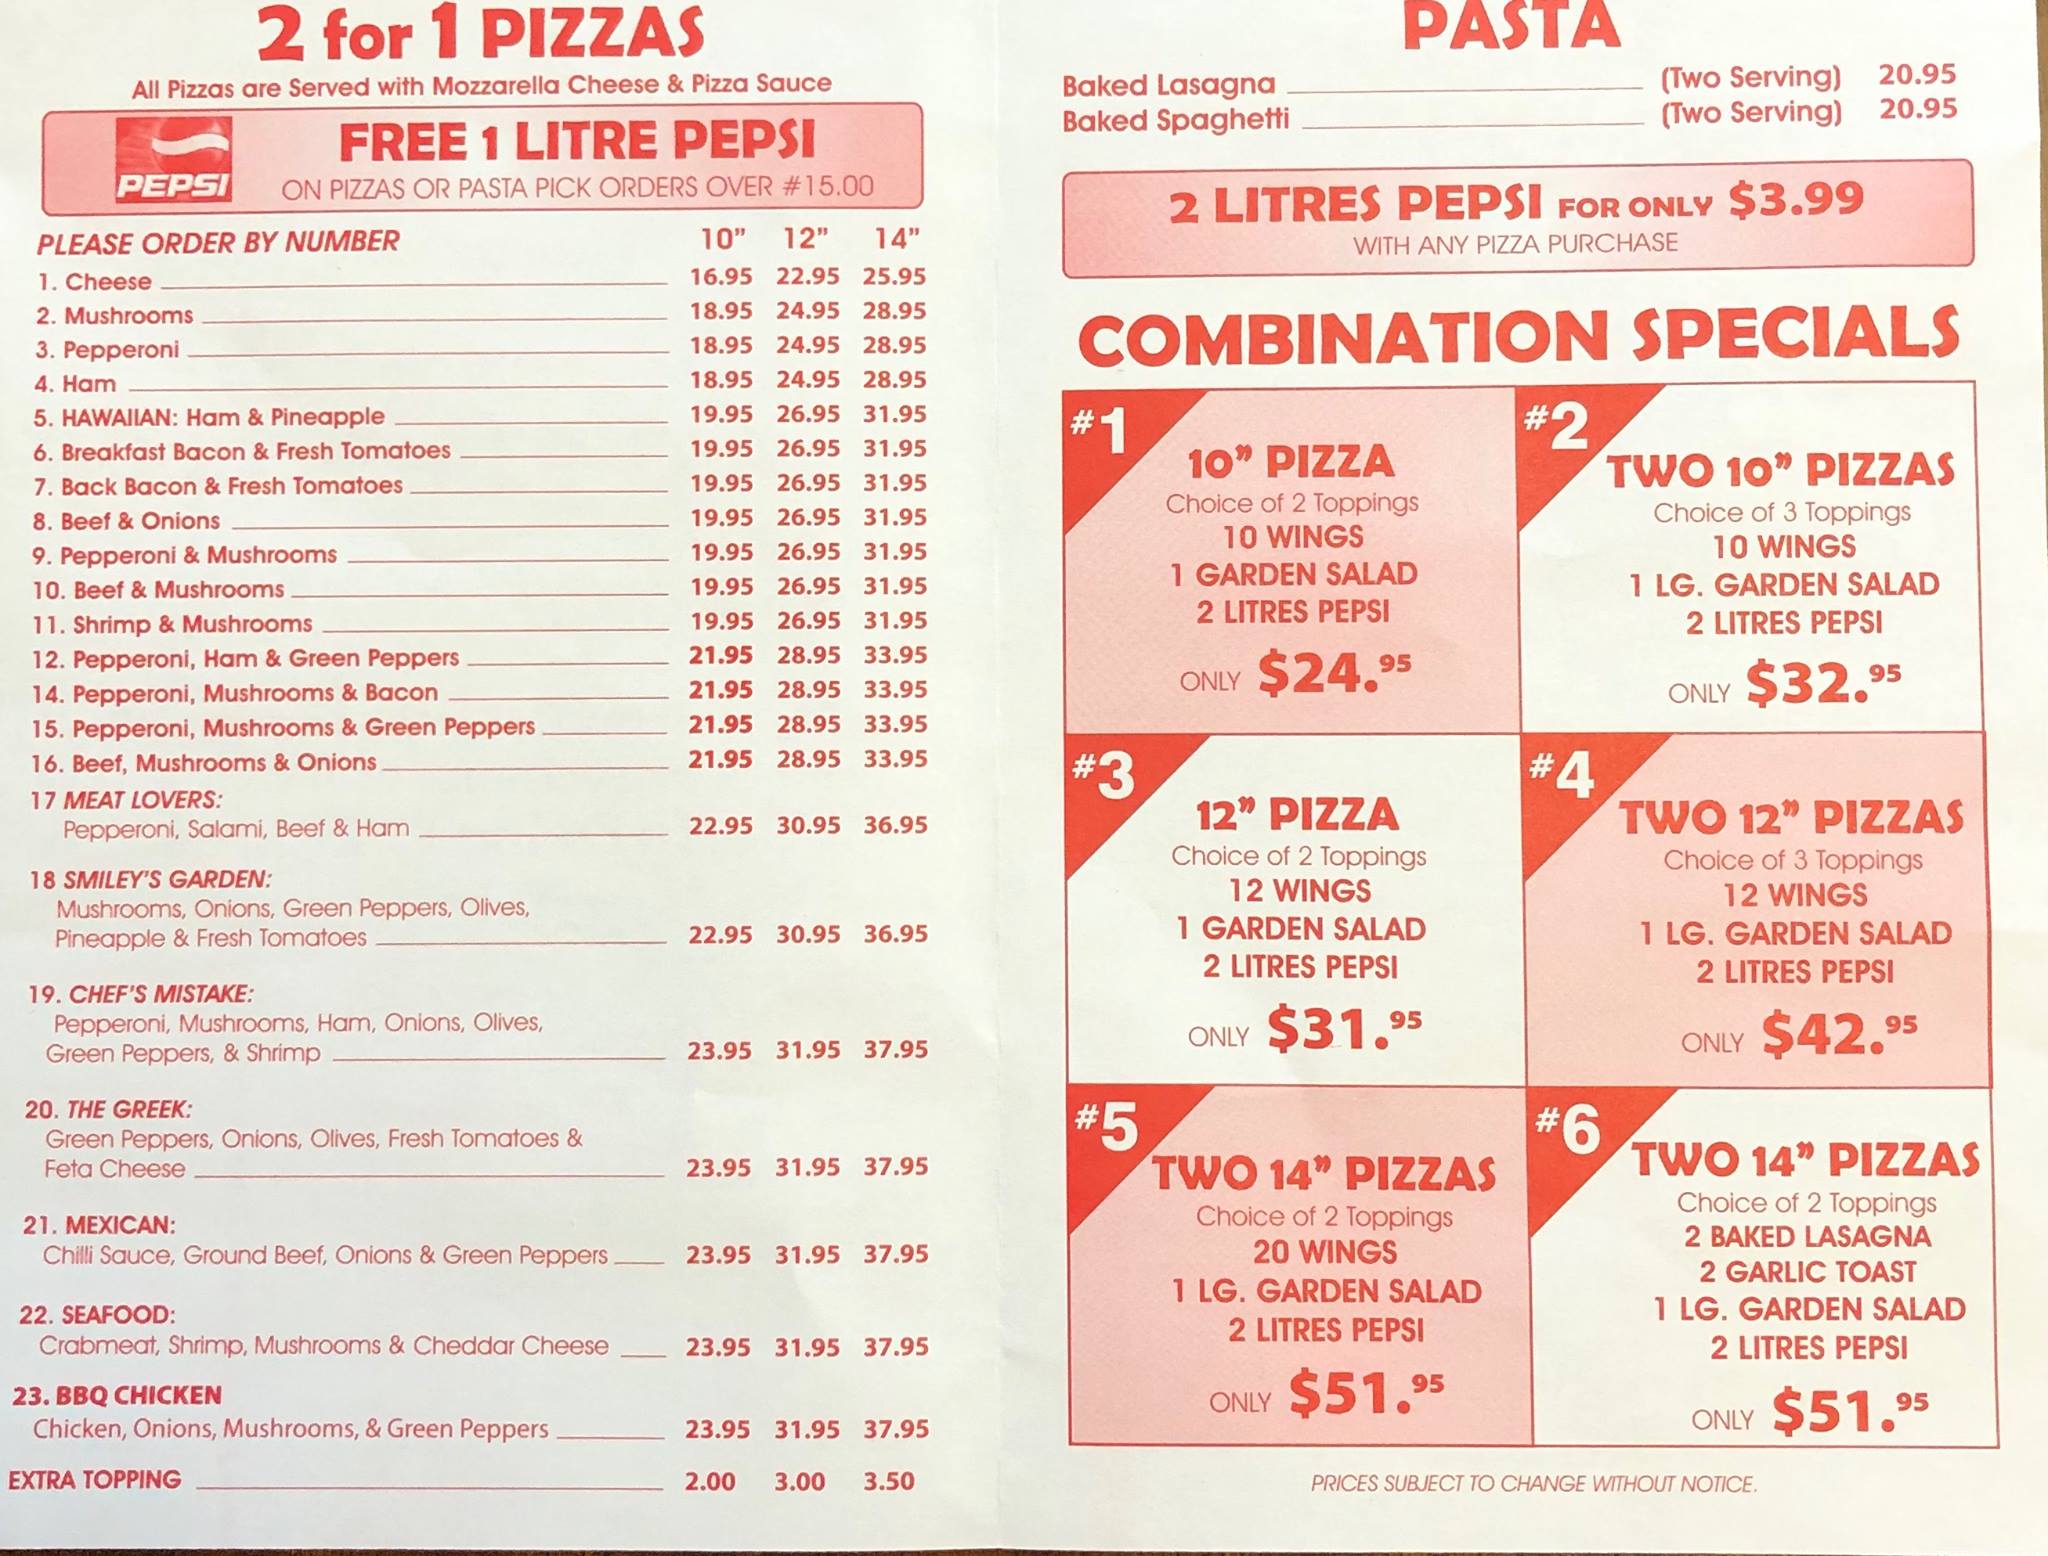 2 for 1 PIZZAS
All Pizzas are Served with Mozzarella Cheese & Pizza Sauce
PEPSI
FREE 1 LITRE PEPSI
ON PIZZAS OR PASTA PICK ORDERS OVER #15.00
PLEASE ORDER BY NUMBER 10" 12" 14"
1. Cheese 16.95 22.95 25.95
2. Mushrooms 18.95 24.95 28.95
3. Pepperoni 18.95 24.95 28.95
4. Ham 18.95 24.95 28.95
5. HAWAIIAN: Ham & Pineapple 19.95 26.95 31.95
6. Breakfast Bacon & Fresh Tomatoes 19.95 26.95 31.95
7. Back Bacon & Fresh Tomatoes 19.95 26.95 31.95
8. Beef & Onions 19.95 26.95 31.95
9. Pepperoni & Mushrooms 19.95 26.95 31.95
10. Beef & Mushrooms 19.95 26.95 31.95
11. Shrimp & Mushrooms 19.95 26.95 31.95
12. Pepperoni, Ham & Green Peppers 21.95 28.95 33.95
14. Pepperoni, Mushrooms & Bacon 21.95 28.95 33.95
15. Pepperoni, Mushrooms & Green Peppers 21.95 28.95 33.95
16. Beef, Mushrooms & Onions 21.95 28.95 33.95
17 MEAT LOVERS:
Pepperoni, Salami, Beef & Ham 22.95 30.95 36.95
18 SMILEY'S GARDEN:
Mushrooms, Onions, Green Peppers, Olives,
Pineapple & Fresh Tomatoes 22.95 30.95 36.95
19. CHEF'S MISTAKE:
Pepperoni, Mushrooms, Ham, Onions, Olives,
Green Peppers, & Shrimp 23.95 31.95 37.95
20. THE GREEK:
Green Peppers, Onions, Olives, Fresh Tomatoes &
Feta Cheese 23.95 31.95 37.95
21. MEXICAN:
Chilli Sauce, Ground Beef, Onions & Green Peppers 23.95 31.95 37.95
22. SEAFOOD:
Crabmeat, Shrimp, Mushrooms & Cheddar Cheese 23.95 31.95 37.95
23. BBQ CHICKEN
Chicken, Onions, Mushrooms, & Green Peppers 23.95 31.95 37.95
EXTRA TOPPING 2.00 3.00 3.50
PASTA
Baked Lasagna (Two Serving) 20.95
Baked Spaghetti (Two Serving) 20.95
2 LITRES PEPSI FOR ONLY $3.99
WITH ANY PIZZA PURCHASE
COMBINATION SPECIALS
#1
10" PIZZA
Choice of 2 Toppings
10 WINGS
1 GARDEN SALAD
2 LITRES PEPSI
ONLY $24.95
#2
TWO 10" PIZZAS
Choice of 3 Toppings
10 WINGS
1 LG. GARDEN SALAD
2 LITRES PEPSI
ONLY $32.95
#3
12" PIZZA
Choice of 2 Toppings
12 WINGS
1 GARDEN SALAD
2 LITRES PEPSI
ONLY $31.95
#4
TWO 12" PIZZAS
Choice of 3 Toppings
12 WINGS
1 LG. GARDEN SALAD
2 LITRES PEPSI
ONLY $42.95
#5
TWO 14" PIZZAS
Choice of 2 Toppings
20 WINGS
1 LG. GARDEN SALAD
2 LITRES PEPSI
ONLY $51.95
#6
TWO 14" PIZZAS
Choice of 2 Toppings
2 BAKED LASAGNA
2 GARLIC TOAST
1 LG. GARDEN SALAD
2 LITRES PEPSI
ONLY $51.95
PRICES SUBJECT TO CHANGE WITHOUT NOTICE.